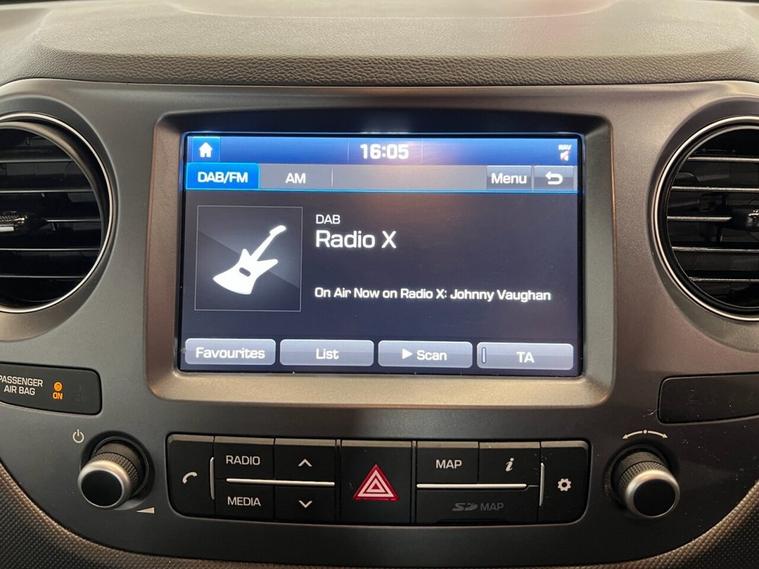 16:05
NAV
DAB/FM AM Menu
DAB
Radio X
On Air Now on Radio X: Johnny Vaughan
Favourites List Scan TA
PASSENGER
AIR BAG ON
RADIO MAP i
MEDIA SD MAP